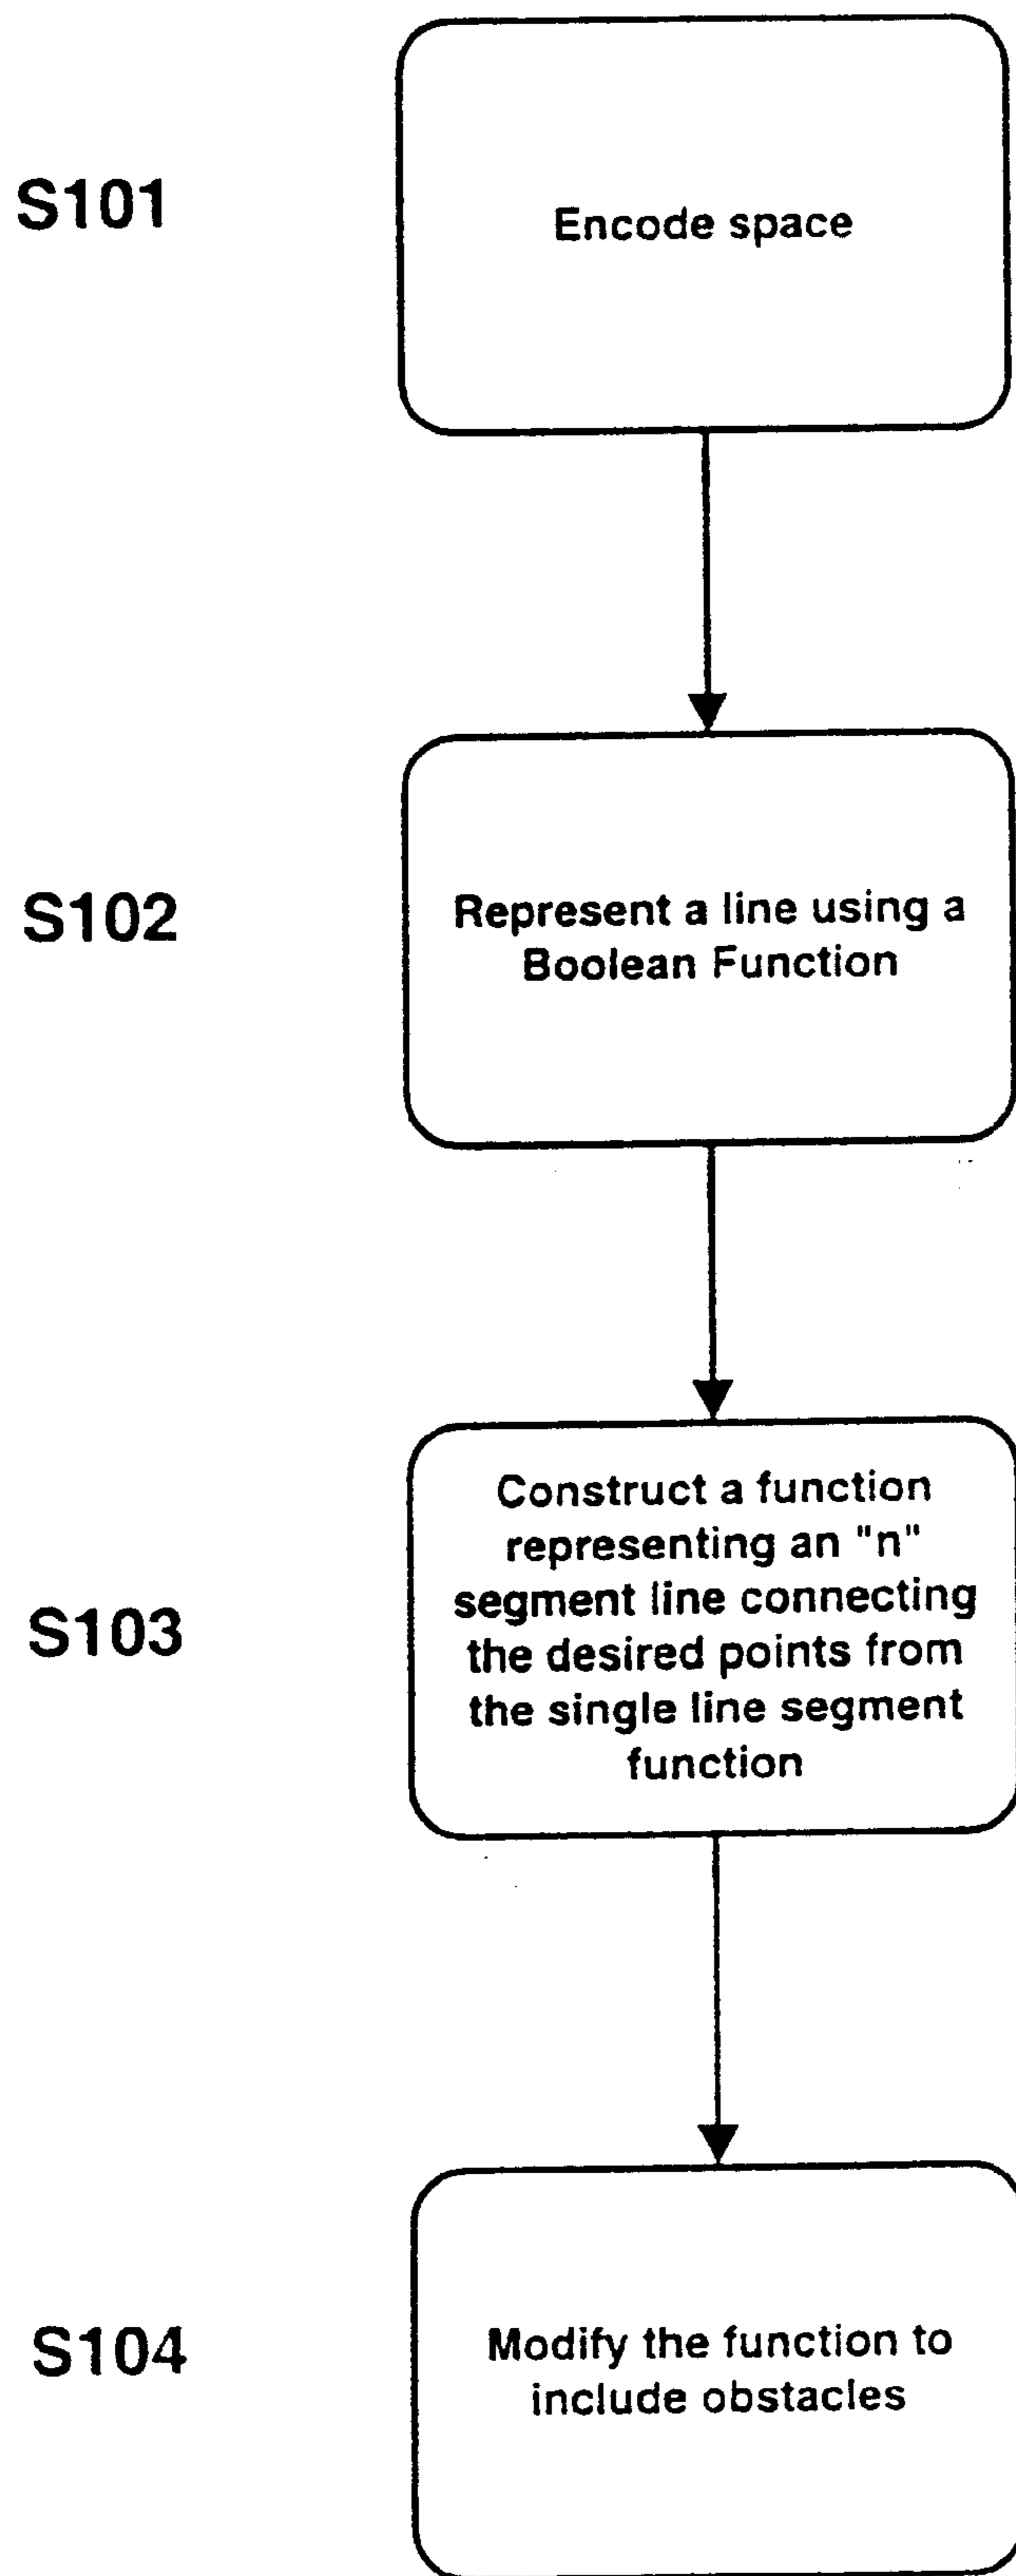 S101
Encode space
S102
Represent a line using a
Boolean Function
S103
Construct a function
representing an "n"
segment line connecting
the desired points from
the single line segment
function
S104
Modify the function to
include obstacles